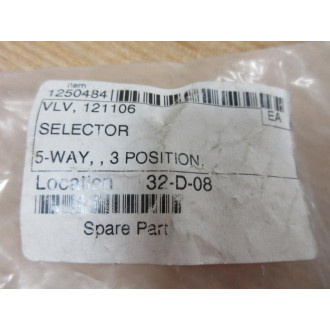 Item
1250484
VLV, 121106
EA
SELECTOR
5-WAY, , 3 POSITION,
Location 32-D-08
Spare Part